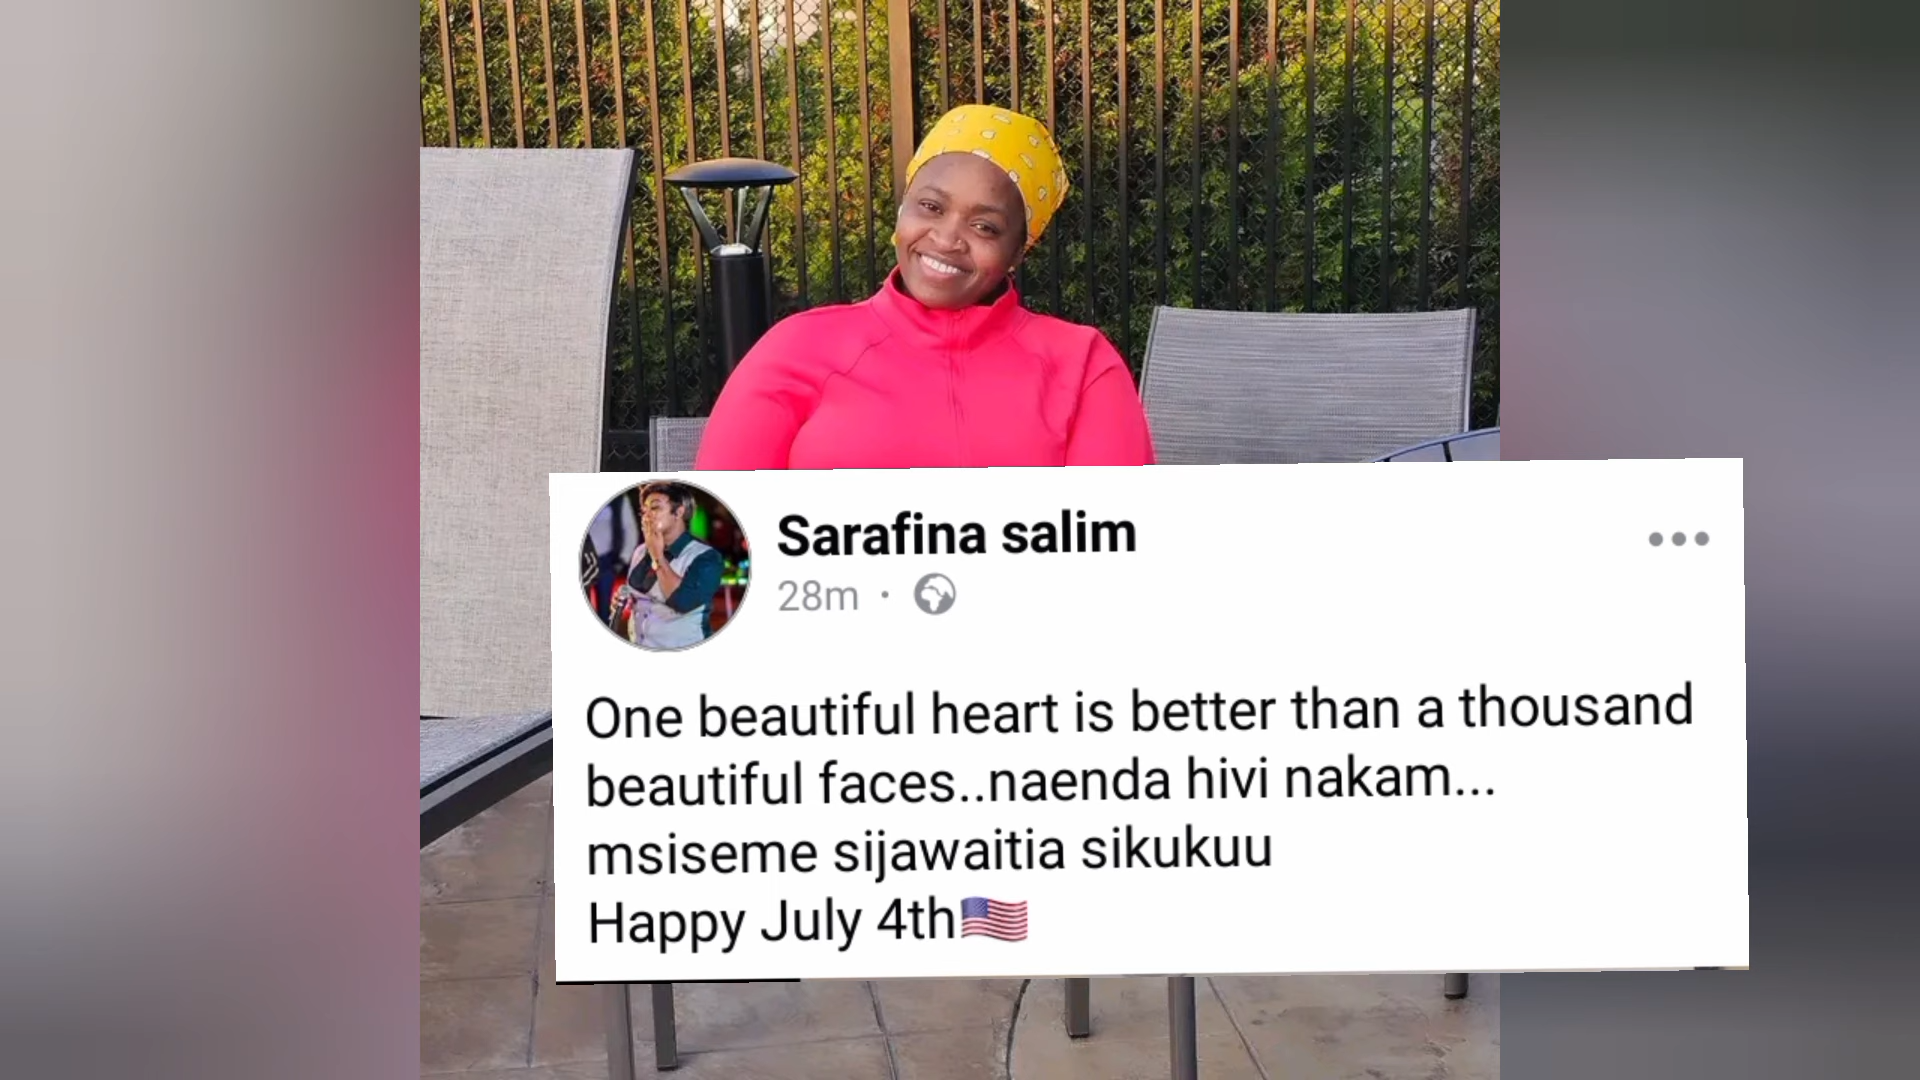 Sarafina salim
28m ·
One beautiful heart is better than a thousand
beautiful faces..naenda hivi nakam...
msiseme sijawaitia sikukuu
Happy July 4th🇺🇸